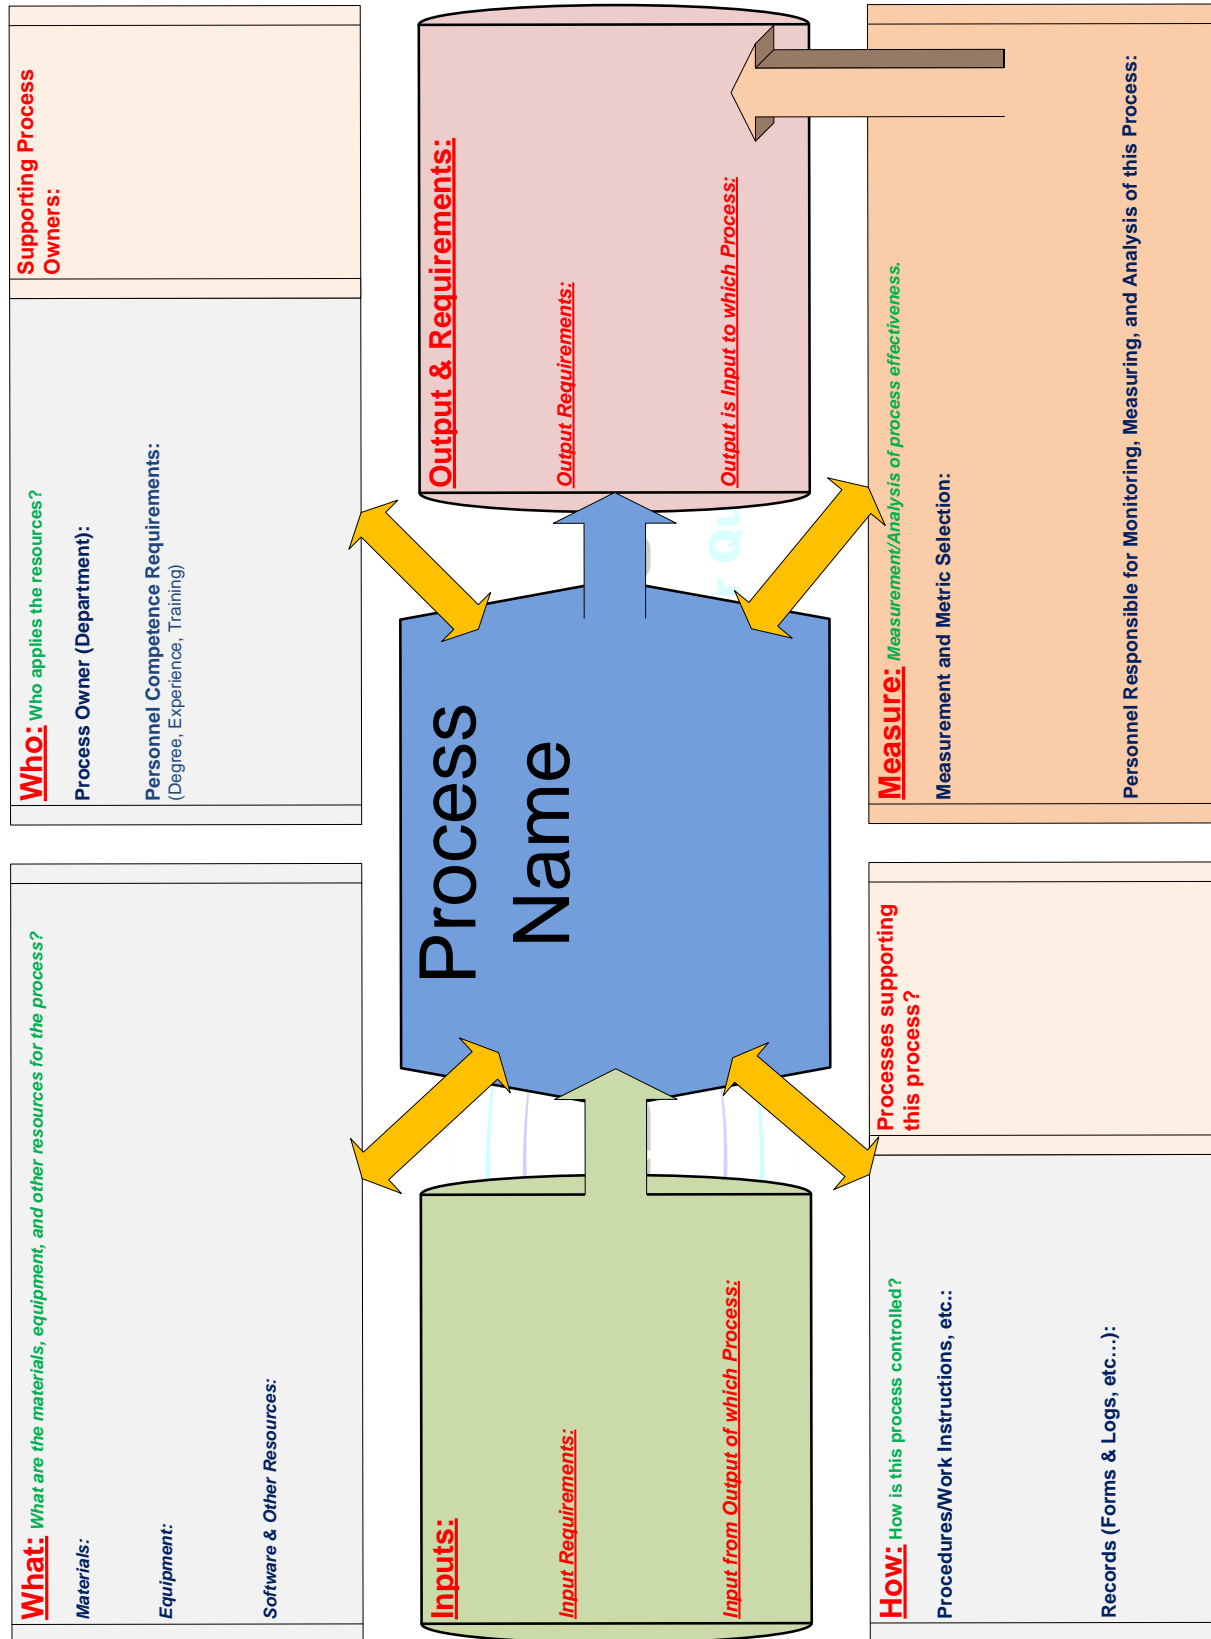 What: What are the materials, equipment, and other resources for the process?
Materials:
Equipment:
Software & Other Resources:
Who: Who applies the resources?
Process Owner (Department):
Personnel Competence Requirements:
(Degree, Experience, Training)
Supporting Process
Owners:
Inputs:
Input Requirements:
Input from Output of which Process:
Process
Name
Output & Requirements:
Output Requirements:
Output is Input to which Process:
How: How is this process controlled?
Procedures/Work Instructions, etc.:
Records (Forms & Logs, etc…):
Processes supporting
this process?
Measure: Measurement/Analysis of process effectiveness.
Measurement and Metric Selection:
Personnel Responsible for Monitoring, Measuring, and Analysis of this Process: